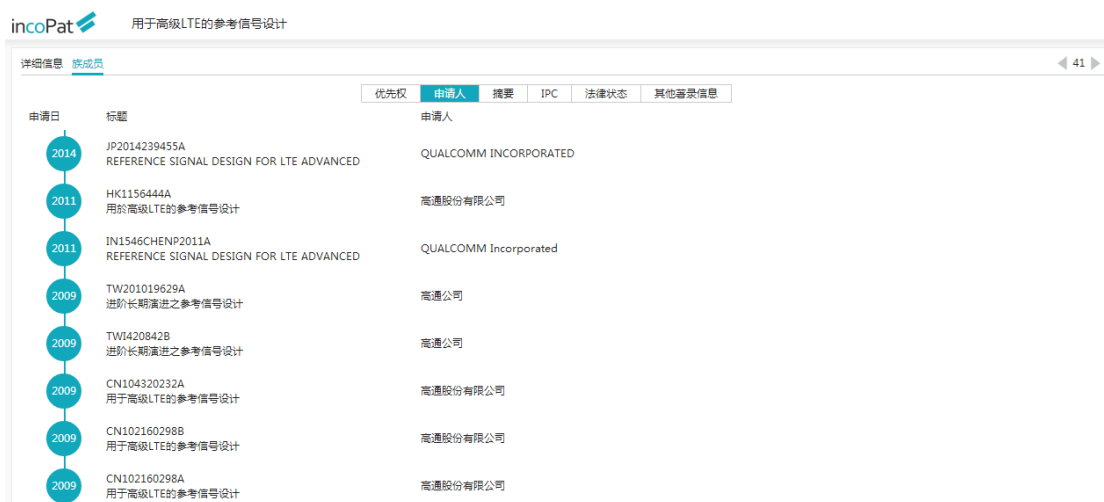 incoPat 用于高级LTE的参考信号设计
详细信息 族成员 41
优先权 申请人 摘要 IPC 法律状态 其他著录信息
申请日 标题 申请人
2014 JP2014239455A
REFERENCE SIGNAL DESIGN FOR LTE ADVANCED QUALCOMM INCORPORATED
2011 HK1156444A
用於高级LTE的参考信号设计 高通股份有限公司
2011 IN1546CHENP2011A
REFERENCE SIGNAL DESIGN FOR LTE ADVANCED QUALCOMM Incorporated
2009 TW201019629A
进阶长期演进之参考信号设计 高通公司
2009 TWI420842B
进阶长期演进之参考信号设计 高通公司
2009 CN104320232A
用于高级LTE的参考信号设计 高通股份有限公司
2009 CN102160298B
用于高级LTE的参考信号设计 高通股份有限公司
2009 CN102160298A
用于高级LTE的参考信号设计 高通股份有限公司